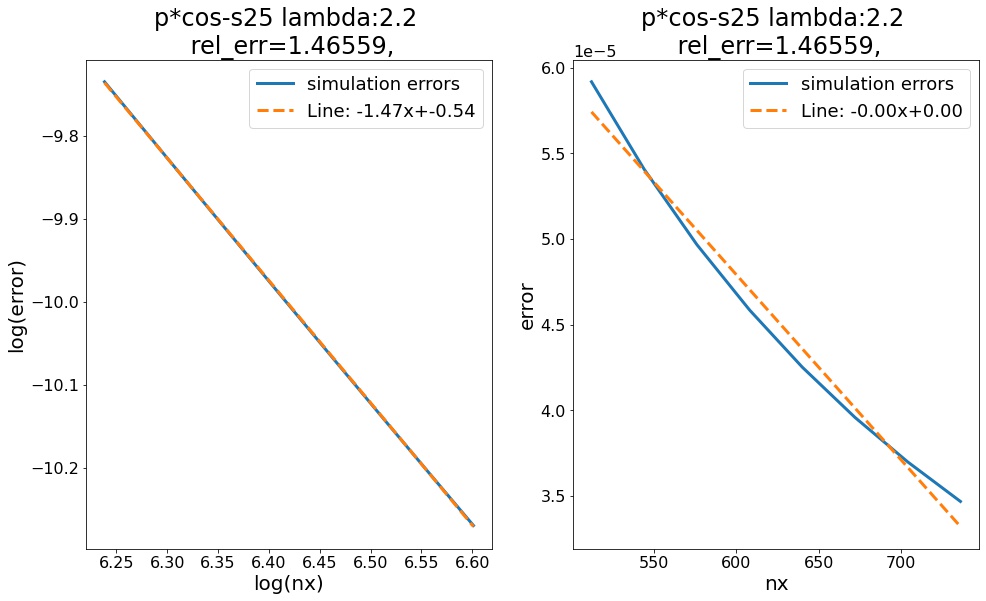 p*cos-s25 lambda:2.2
rel_err=1.46559,
simulation errors
Line: -1.47x+-0.54
log(error)
−9.8
−9.9
−10.0
−10.1
−10.2
6.25 6.30 6.35 6.40 6.45 6.50 6.55 6.60
log(nx)
p*cos-s25 lambda:2.2
rel_err=1.46559,
1e−5
simulation errors
Line: -0.00x+0.00
error
6.0
5.5
5.0
4.5
4.0
3.5
550 600 650 700
nx